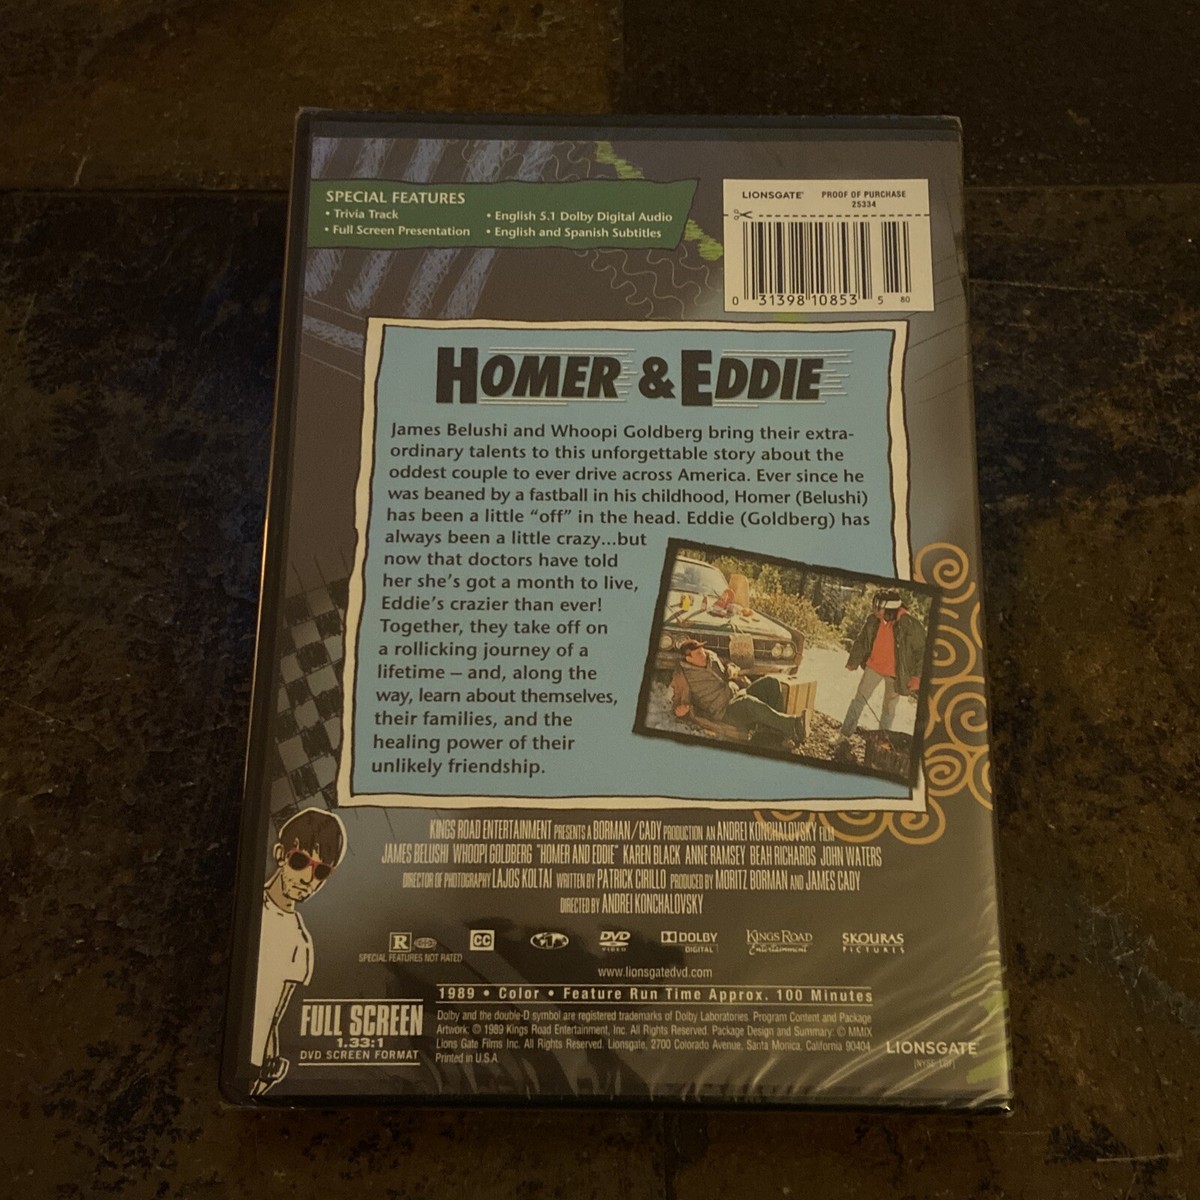 SPECIAL FEATURES
• Trivia Track
• Full Screen Presentation
• English 5.1 Dolby Digital Audio
• English and Spanish Subtitles
LIONSGATE PROOF OF PURCHASE
25334
0 31398 10853 5 80
HOMER & EDDIE
James Belushi and Whoopi Goldberg bring their extra-
ordinary talents to this unforgettable story about the
oddest couple to ever drive across America. Ever since he
was beaned by a fastball in his childhood, Homer (Belushi)
has been a little "off" in the head. Eddie (Goldberg) has
always been a little crazy...but
now that doctors have told
her she's got a month to live,
Eddie's crazier than ever!
Together, they take off on
a rollicking journey of a
lifetime – and, along the
way, learn about themselves,
their families, and the
healing power of their
unlikely friendship.
KINGS ROAD ENTERTAINMENT PRESENTS A BORMAN/CADY PRODUCTION AN ANDREI KONCHALOVSKY FILM
JAMES BELUSHI WHOOPI GOLDBERG "HOMER AND EDDIE" KAREN BLACK ANNE RAMSEY BEAH RICHARDS JOHN WATERS
DIRECTOR OF PHOTOGRAPHY LAJOS KOLTAI WRITTEN BY PATRICK CIRILLO PRODUCED BY MORITZ BORMAN AND JAMES CADY
DIRECTED BY ANDREI KONCHALOVSKY
R CC DVD VIDEO DOLBY DIGITAL KINGS ROAD Entertainment SKOURAS PICTURES
SPECIAL FEATURES NOT RATED
www.lionsgatedvd.com
1989 • Color • Feature Run Time Approx. 100 Minutes
FULL SCREEN
1.33:1
DVD SCREEN FORMAT
Dolby and the double-D symbol are registered trademarks of Dolby Laboratories. Program Content and Package
Artwork: © 1989 Kings Road Entertainment, Inc. All Rights Reserved. Package Design and Summary: © MMIX
Lions Gate Films Inc. All Rights Reserved. Lionsgate, 2700 Colorado Avenue, Santa Monica, California 90404.
Printed in U.S.A.
LIONSGATE